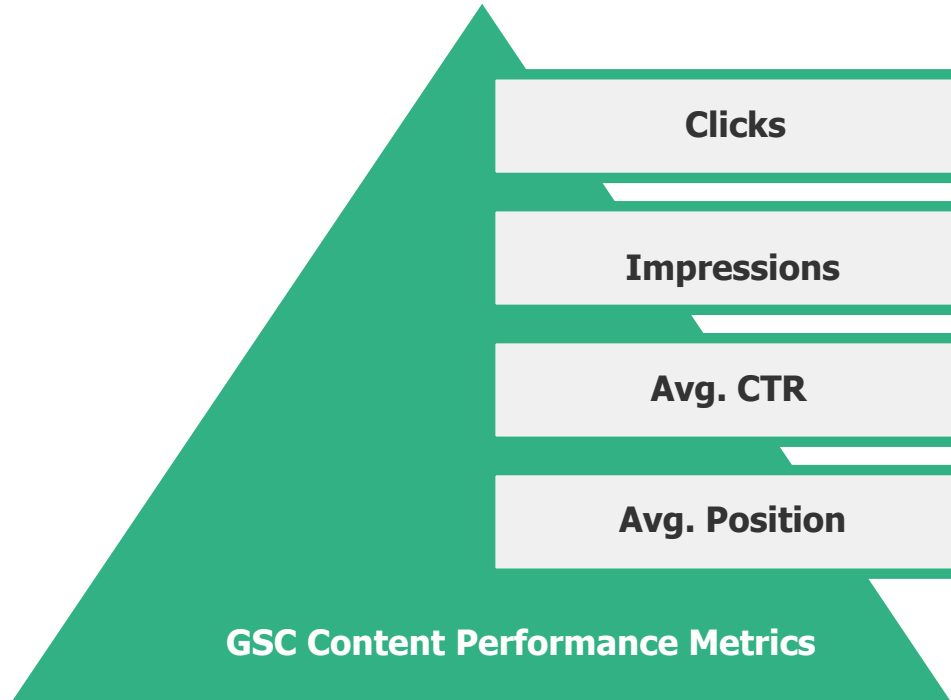 Clicks
Impressions
Avg. CTR
Avg. Position
GSC Content Performance Metrics